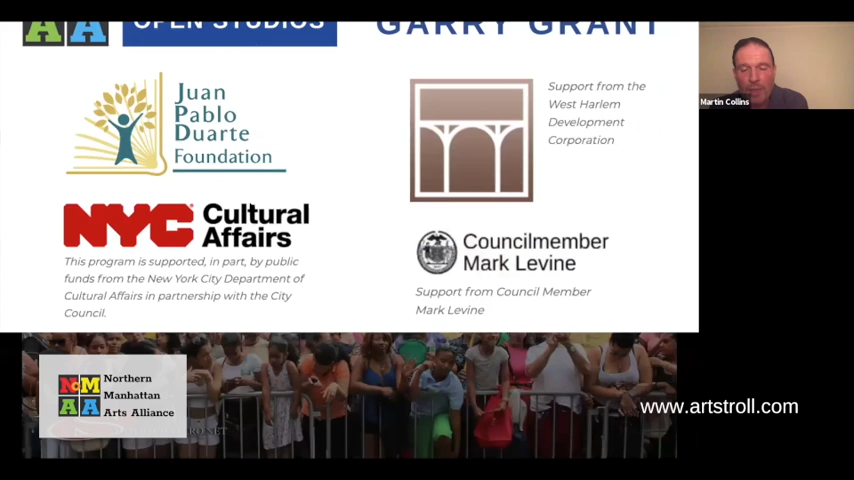 OPEN STUDIOS
GARRY GRANT
Juan
Pablo
Duarte
Foundation
Support from the
West Harlem
Development
Corporation
Martin Collins
NYC Cultural
Affairs
This program is supported, in part, by public
funds from the New York City Department of
Cultural Affairs in partnership with the City
Council.
Councilmember
Mark Levine
Support from Council Member
Mark Levine
NoM
AA
Northern
Manhattan
Arts Alliance
www.artstroll.com